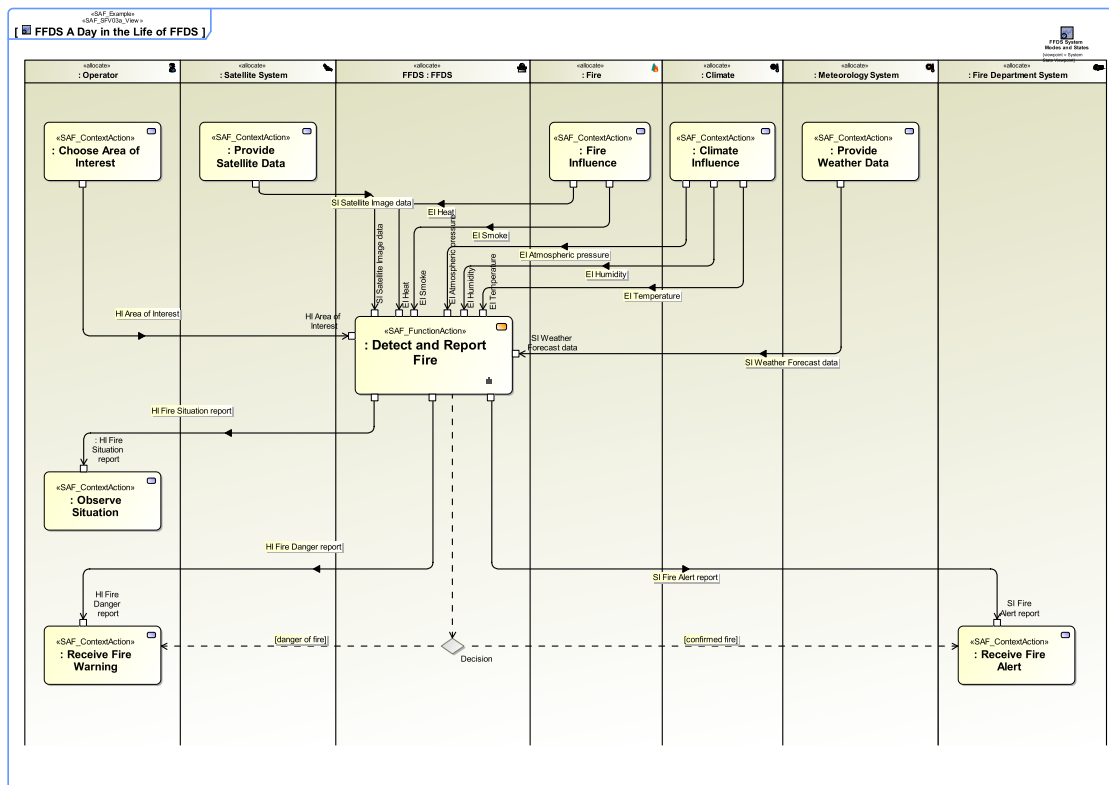 «SAF_Example»
«SAF_SFV03a_View»
[ FFDS A Day in the Life of FFDS ]
FFDS System
Modes and States
«allocate»
: Operator
«allocate»
: Satellite System
«allocate»
FFDS : FFDS
«allocate»
: Fire
«allocate»
: Climate
«allocate»
: Meteorology System
«allocate»
: Fire Department System
«SAF_ContextAction»
: Choose Area of
Interest
«SAF_ContextAction»
: Provide
Satellite Data
«SAF_ContextAction»
: Fire
Influence
«SAF_ContextAction»
: Climate
Influence
«SAF_ContextAction»
: Provide
Weather Data
SI Satellite Image data
EI Heat
EI Smoke
EI Atmospheric pressure
EI Humidity
EI Temperature
SI Satellite Image data
EI Heat
EI Smoke
EI Atmospheric pressure
EI Humidity
EI Temperature
HI Area of Interest
HI Area of
Interest
«SAF_FunctionAction»
: Detect and Report
Fire
SI Weather
Forecast data
SI Weather Forecast data
HI Fire Situation report
: HI Fire
Situation
report
«SAF_ContextAction»
: Observe
Situation
HI Fire Danger report
SI Fire Alert report
HI Fire
Danger
report
SI Fire
Alert report
«SAF_ContextAction»
: Receive Fire
Warning
[danger of fire]
Decision
[confirmed fire]
«SAF_ContextAction»
: Receive Fire
Alert